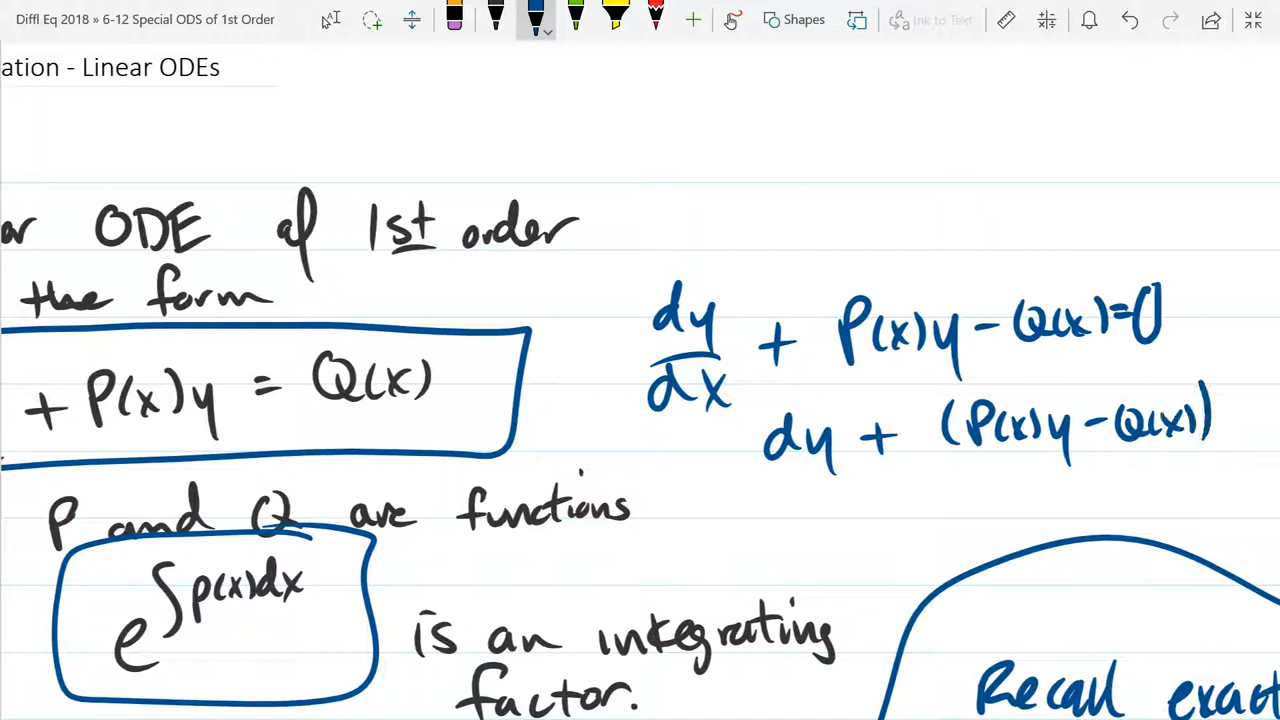 Diffl Eq 2018 » 6-12 Special ODS of 1st Order
Shapes
Ink to Text
ation - Linear ODEs
ar ODE of 1st order
the form
+ P(x)y = Q(x)
dy/dx + P(x)y - Q(x)=0
dy + (P(x)y - Q(x))
P and Q are functions
e^∫p(x)dx is an integrating
factor.
Recall exact